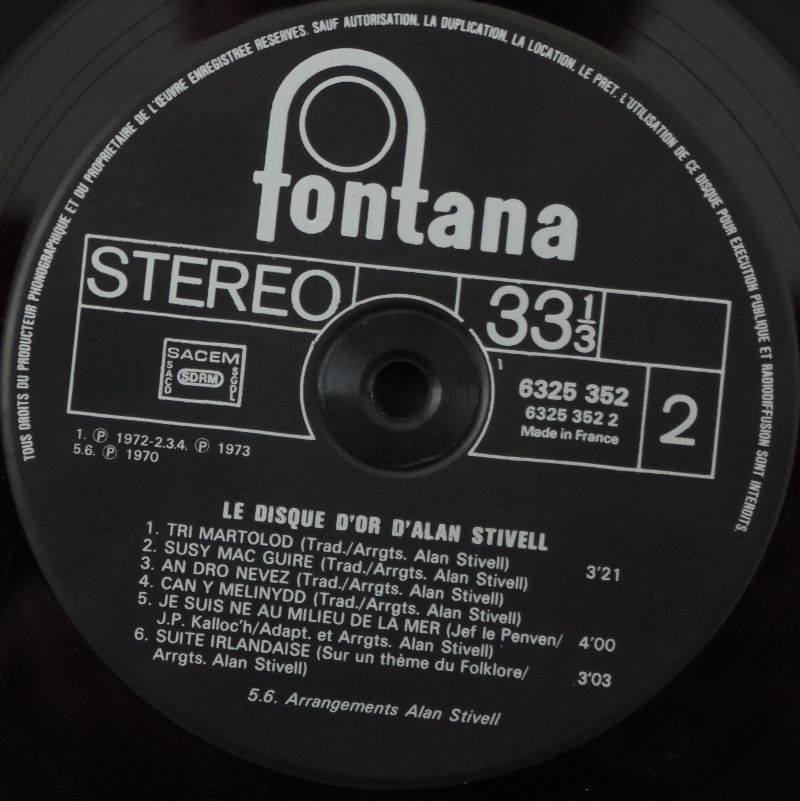 TOUS DROITS DU PRODUCTEUR PHONOGRAPHIQUE ET DU PROPRIETAIRE DE L'ŒUVRE ENREGISTREE RESERVES. SAUF AUTORISATION, LA DUPLICATION, LA LOCATION, LE PRET, L'UTILISATION DE CE DISQUE POUR EXECUTION PUBLIQUE ET RADIODIFFUSION SONT INTERDITS.
fontana
STEREO
33 1/3
SACEM
SACD
SDRM
SGDL
6325 352
6325 352 2
Made in France
2
1. ℗ 1972-2.3.4. ℗ 1973
5.6. ℗ 1970
LE DISQUE D'OR D'ALAN STIVELL
1. TRI MARTOLOD (Trad./Arrgts. Alan Stivell) 3'21
2. SUSY MAC GUIRE (Trad./Arrgts. Alan Stivell)
3. AN DRO NEVEZ (Trad./Arrgts. Alan Stivell)
4. CAN Y MELINYDD (Trad./Arrgts. Alan Stivell)
5. JE SUIS NE AU MILIEU DE LA MER (Jef le Penven/
J.P. Kalloc'h/Adapt. et Arrgts. Alan Stivell) 4'00
6. SUITE IRLANDAISE (Sur un thème du Folklore/
Arrgts. Alan Stivell) 3'03
5.6. Arrangements Alan Stivell